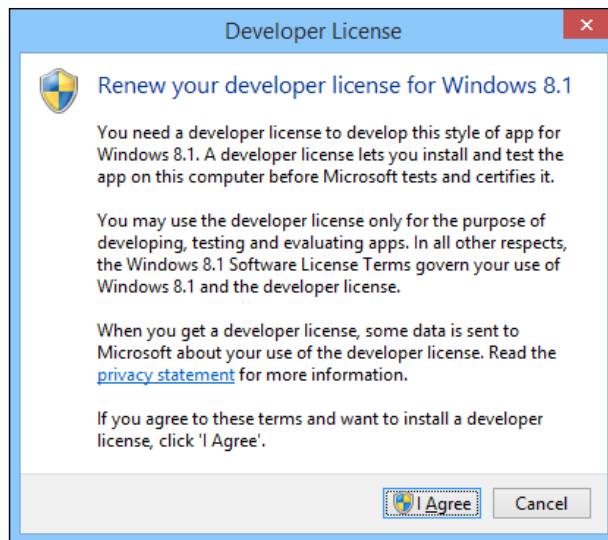 Developer License
Renew your developer license for Windows 8.1
You need a developer license to develop this style of app for
Windows 8.1. A developer license lets you install and test the
app on this computer before Microsoft tests and certifies it.
You may use the developer license only for the purpose of
developing, testing and evaluating apps. In all other respects,
the Windows 8.1 Software License Terms govern your use of
Windows 8.1 and the developer license.
When you get a developer license, some data is sent to
Microsoft about your use of the developer license. Read the
privacy statement for more information.
If you agree to these terms and want to install a developer
license, click 'I Agree'.
I Agree Cancel